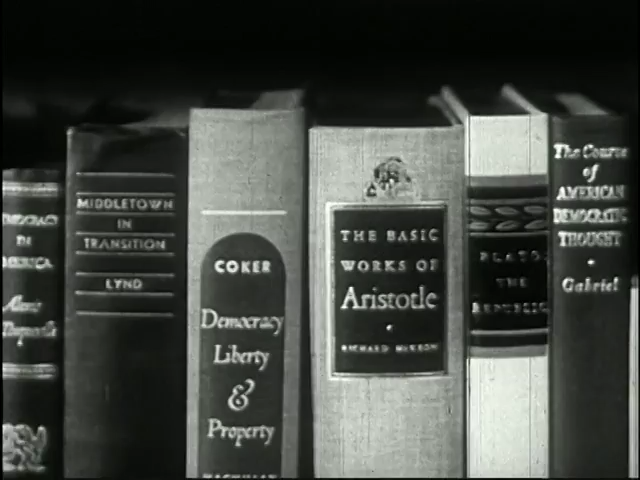 DEMOCRACY
IN
AMERICA
MIDDLETOWN
IN
TRANSITION
LYND
COKER
Democracy
Liberty
&
Property
MACMILLAN
THE BASIC
WORKS OF
Aristotle
RICHARD McKEON
PLATO
THE
REPUBLIC
The Course
of
AMERICAN
DEMOCRATIC
THOUGHT
Gabriel